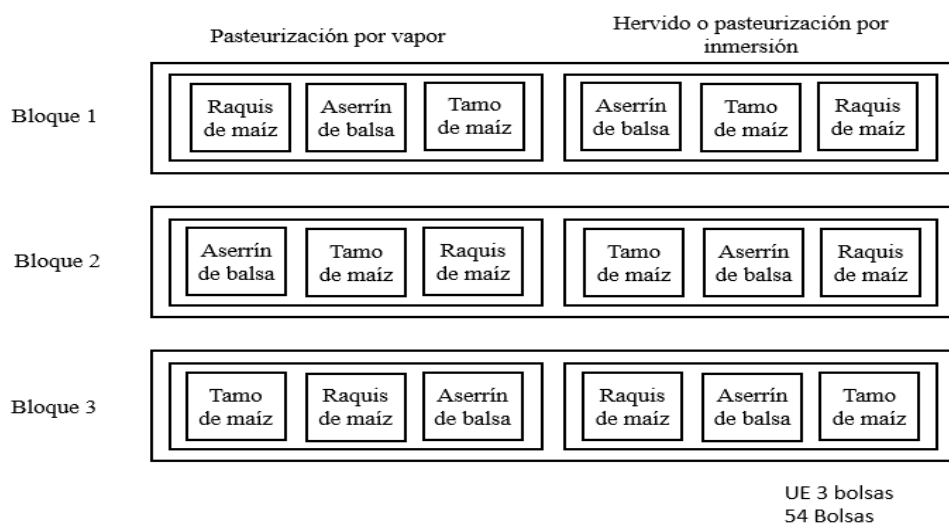 Pasteurización por vapor
Hervido o pasteurización por
inmersión
Bloque 1
Raquis
de maíz
Aserrín
de balsa
Tamo
de maíz
Aserrín
de balsa
Tamo
de maíz
Raquis
de maíz
Bloque 2
Aserrín
de balsa
Tamo
de maíz
Raquis
de maíz
Tamo
de maíz
Aserrín
de balsa
Raquis
de maíz
Bloque 3
Tamo
de maíz
Raquis
de maíz
Aserrín
de balsa
Raquis
de maíz
Aserrín
de balsa
Tamo
de maíz
UE 3 bolsas
54 Bolsas